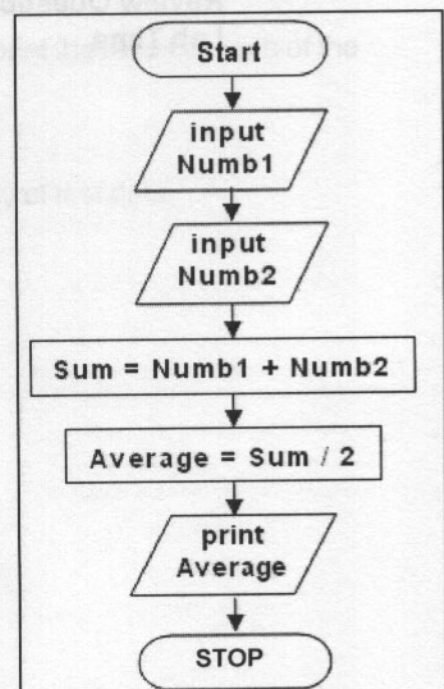 Start
input
Numb1
input
Numb2
Sum = Numb1 + Numb2
Average = Sum / 2
print
Average
STOP